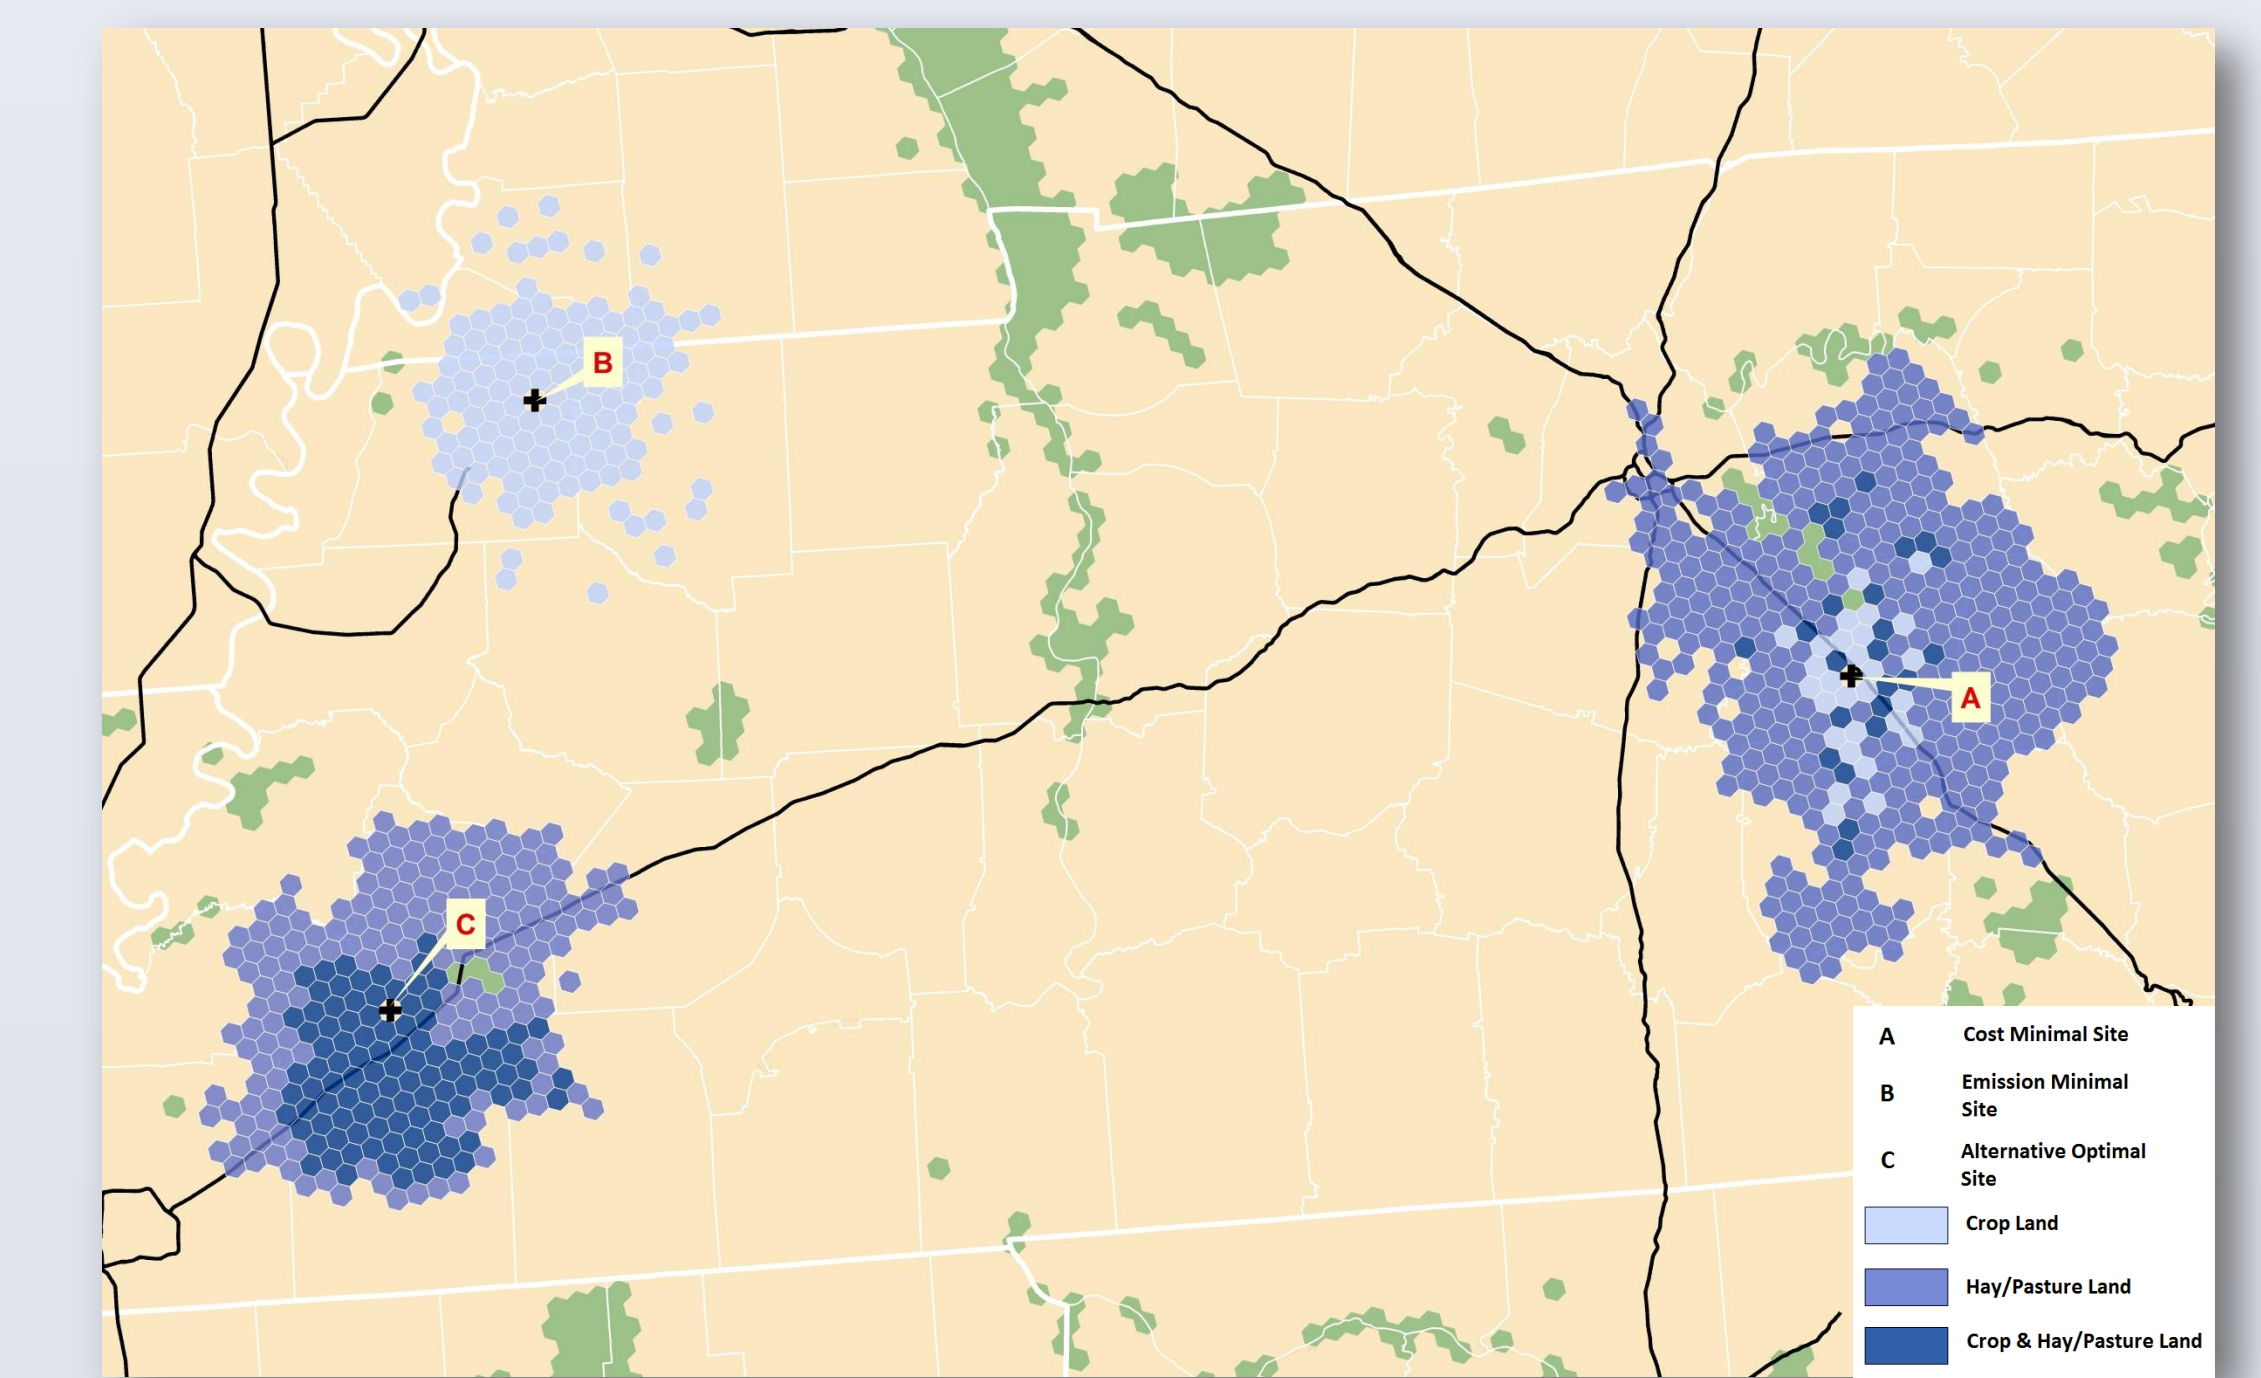 B
A
C
A Cost Minimal Site
B Emission Minimal
Site
C Alternative Optimal
Site
Crop Land
Hay/Pasture Land
Crop & Hay/Pasture Land